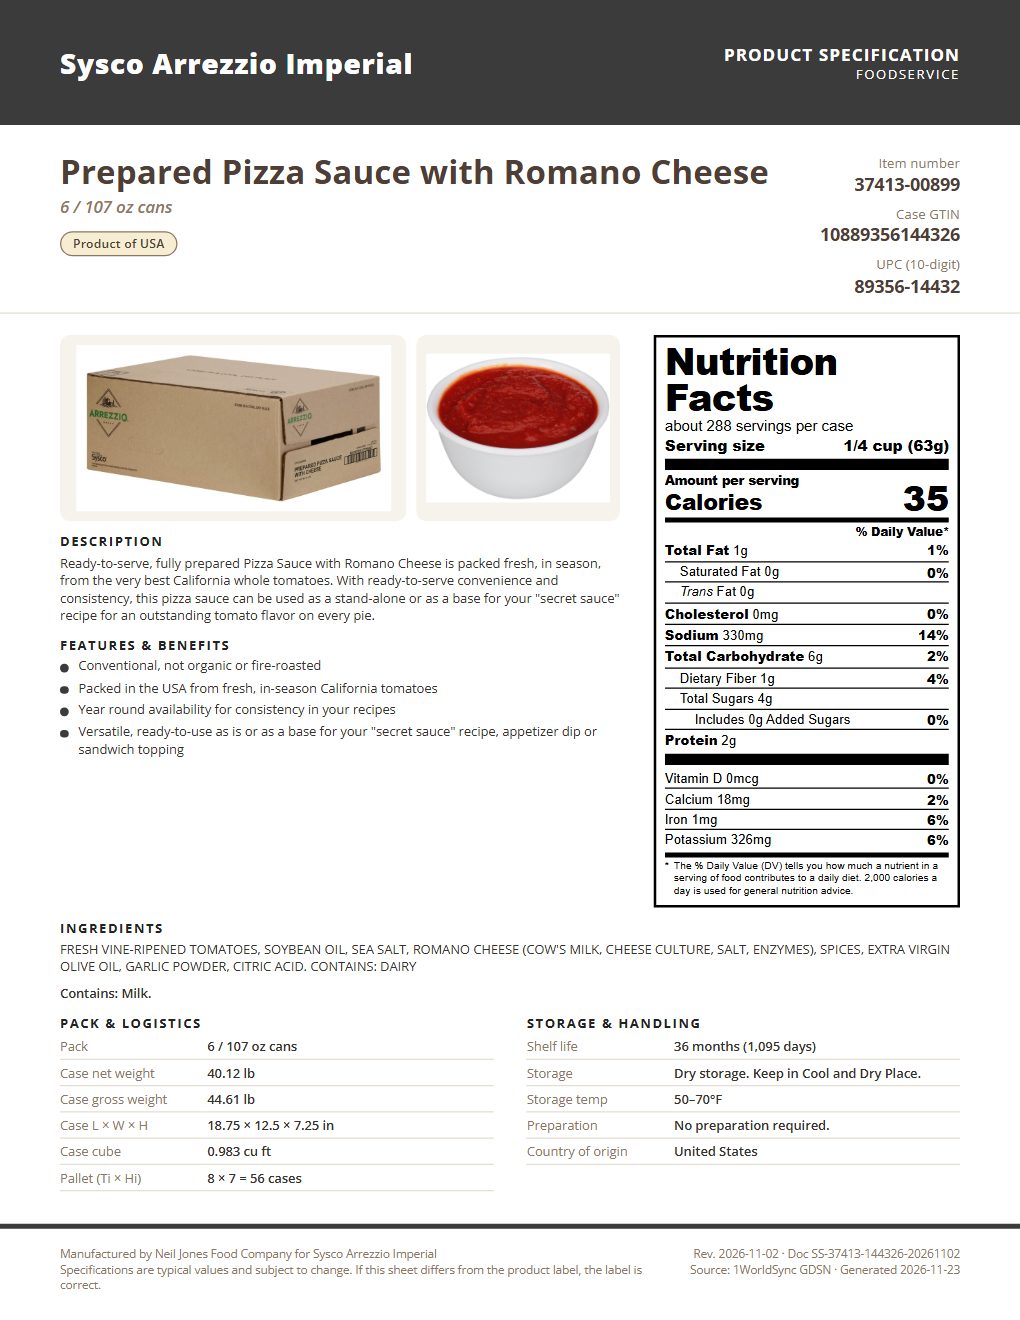 Sysco Arrezzio Imperial
PRODUCT SPECIFICATION
FOODSERVICE
Prepared Pizza Sauce with Romano Cheese
6 / 107 oz cans
Product of USA
Item number
37413-00899
Case GTIN
10889356144326
UPC (10-digit)
89356-14432
ARREZZIO
ARREZZIO
Sysco
PREPARED PIZZA SAUCE
WITH CHEESE
DESCRIPTION
Ready-to-serve, fully prepared Pizza Sauce with Romano Cheese is packed fresh, in season,
from the very best California whole tomatoes. With ready-to-serve convenience and
consistency, this pizza sauce can be used as a stand-alone or as a base for your "secret sauce"
recipe for an outstanding tomato flavor on every pie.
FEATURES & BENEFITS
Conventional, not organic or fire-roasted
Packed in the USA from fresh, in-season California tomatoes
Year round availability for consistency in your recipes
Versatile, ready-to-use as is or as a base for your "secret sauce" recipe, appetizer dip or
sandwich topping
Nutrition
Facts
about 288 servings per case
Serving size 1/4 cup (63g)
Amount per serving
Calories 35
% Daily Value*
Total Fat 1g 1%
Saturated Fat 0g 0%
Trans Fat 0g
Cholesterol 0mg 0%
Sodium 330mg 14%
Total Carbohydrate 6g 2%
Dietary Fiber 1g 4%
Total Sugars 4g
Includes 0g Added Sugars 0%
Protein 2g
Vitamin D 0mcg 0%
Calcium 18mg 2%
Iron 1mg 6%
Potassium 326mg 6%
* The % Daily Value (DV) tells you how much a nutrient in a
serving of food contributes to a daily diet. 2,000 calories a
day is used for general nutrition advice.
INGREDIENTS
FRESH VINE-RIPENED TOMATOES, SOYBEAN OIL, SEA SALT, ROMANO CHEESE (COW'S MILK, CHEESE CULTURE, SALT, ENZYMES), SPICES, EXTRA VIRGIN
OLIVE OIL, GARLIC POWDER, CITRIC ACID. CONTAINS: DAIRY
Contains: Milk.
PACK & LOGISTICS
Pack 6 / 107 oz cans
Case net weight 40.12 lb
Case gross weight 44.61 lb
Case L × W × H 18.75 × 12.5 × 7.25 in
Case cube 0.983 cu ft
Pallet (Ti × Hi) 8 × 7 = 56 cases
STORAGE & HANDLING
Shelf life 36 months (1,095 days)
Storage Dry storage. Keep in Cool and Dry Place.
Storage temp 50–70°F
Preparation No preparation required.
Country of origin United States
Manufactured by Neil Jones Food Company for Sysco Arrezzio Imperial
Specifications are typical values and subject to change. If this sheet differs from the product label, the label is
correct.
Rev. 2026-11-02 · Doc SS-37413-144326-20261102
Source: 1WorldSync GDSN · Generated 2026-11-23